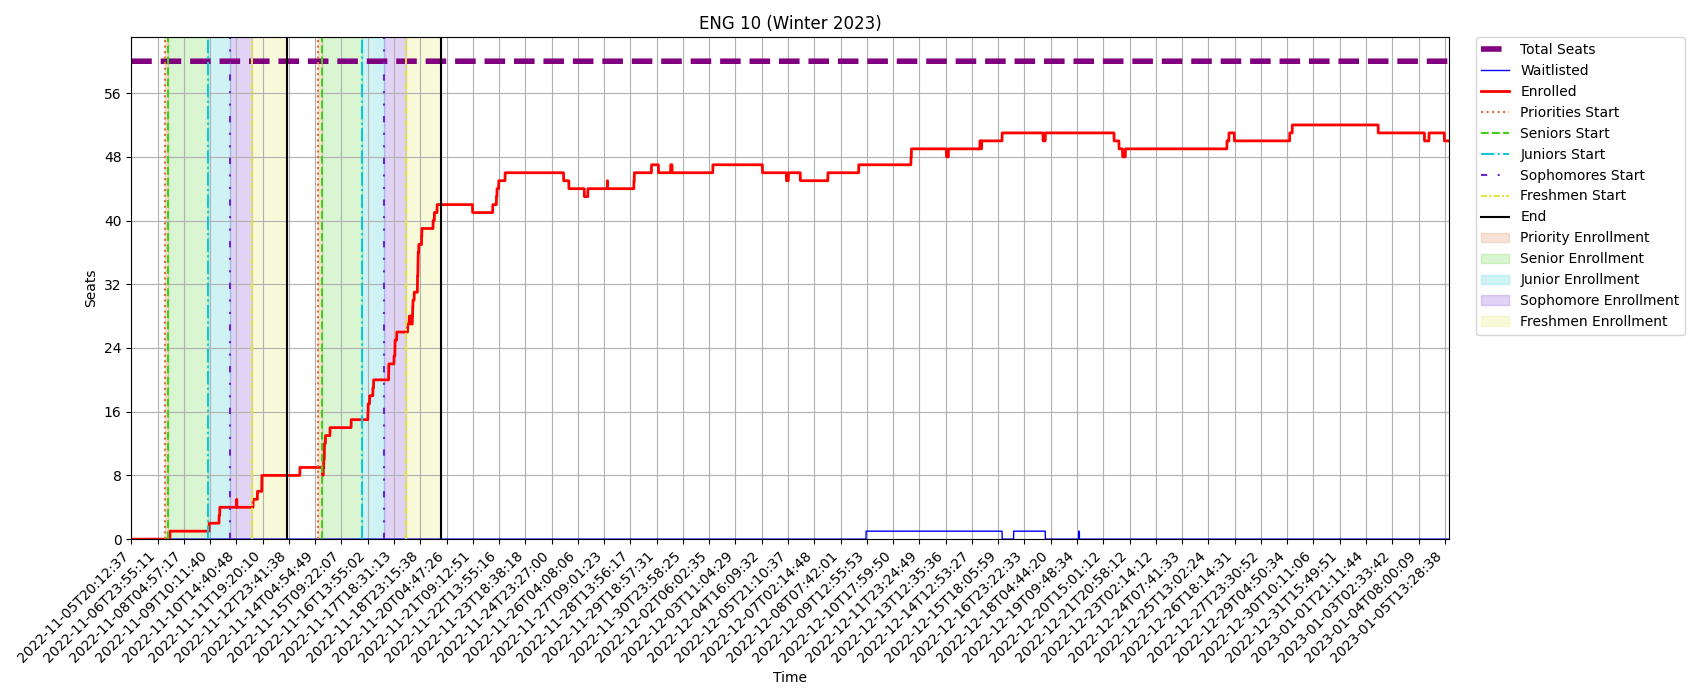 ENG 10 (Winter 2023)
Seats
56
48
40
32
24
16
8
0
2022-11-05T20:12:37
2022-11-06T23:55:11
2022-11-08T04:57:17
2022-11-09T10:11:40
2022-11-10T14:40:48
2022-11-11T19:20:10
2022-11-12T23:41:38
2022-11-14T04:54:49
2022-11-15T09:22:07
2022-11-16T13:55:02
2022-11-17T18:31:13
2022-11-18T23:15:38
2022-11-20T04:47:26
2022-11-21T09:12:51
2022-11-22T13:55:16
2022-11-23T18:38:18
2022-11-24T23:27:00
2022-11-26T04:08:06
2022-11-27T09:01:23
2022-11-28T13:56:17
2022-11-29T18:57:31
2022-11-30T23:58:25
2022-12-02T06:02:35
2022-12-03T11:04:29
2022-12-04T16:09:32
2022-12-05T21:10:37
2022-12-07T02:14:48
2022-12-08T07:42:01
2022-12-09T12:55:53
2022-12-10T17:59:50
2022-12-11T23:24:49
2022-12-13T12:35:36
2022-12-14T12:53:27
2022-12-15T18:05:59
2022-12-16T23:22:33
2022-12-18T04:44:20
2022-12-19T09:48:34
2022-12-20T15:01:12
2022-12-21T20:58:12
2022-12-23T02:14:12
2022-12-24T07:41:33
2022-12-25T13:02:24
2022-12-26T18:14:31
2022-12-27T23:30:52
2022-12-29T04:50:34
2022-12-30T10:11:06
2022-12-31T15:49:51
2023-01-01T21:11:44
2023-01-03T02:33:42
2023-01-04T08:00:09
2023-01-05T13:28:38
Time
Total Seats
Waitlisted
Enrolled
Priorities Start
Seniors Start
Juniors Start
Sophomores Start
Freshmen Start
End
Priority Enrollment
Senior Enrollment
Junior Enrollment
Sophomore Enrollment
Freshmen Enrollment